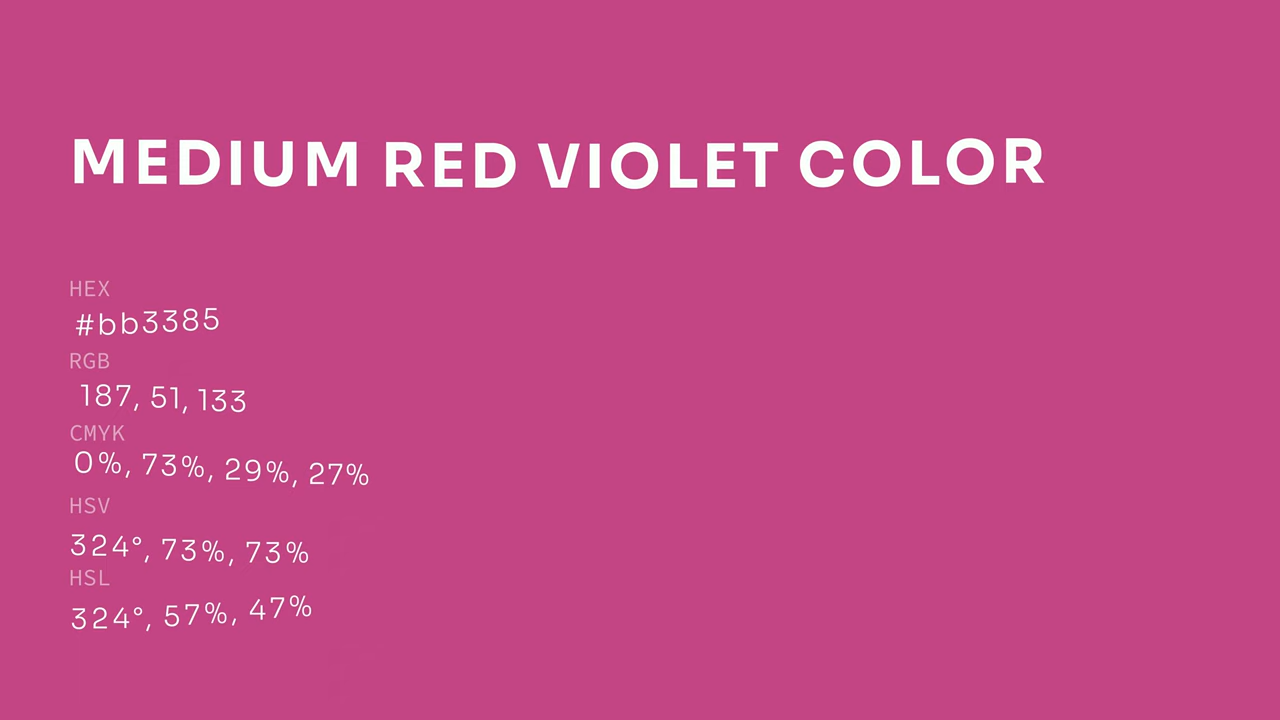 MEDIUM RED VIOLET COLOR
HEX
#bb3385
RGB
187, 51, 133
CMYK
0%, 73%, 29%, 27%
HSV
324°, 73%, 73%
HSL
324°, 57%, 47%